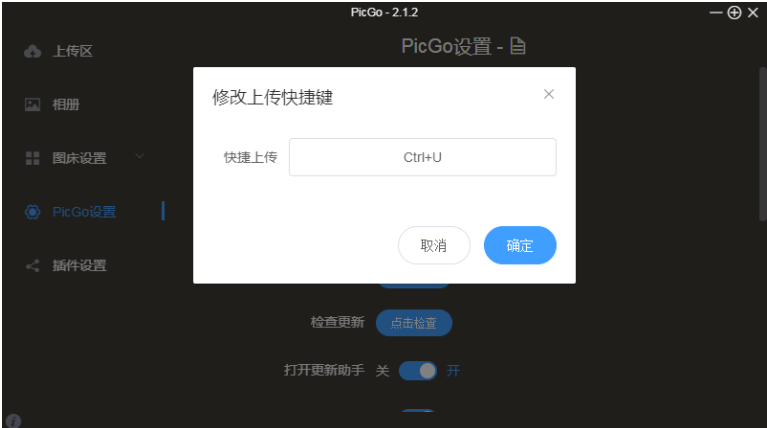 PicGo - 2.1.2
上传区
PicGo设置 -
相册
修改上传快捷键
图床设置
快捷上传
Ctrl+U
PicGo设置
取消
确定
插件设置
检查更新
点击检查
打开更新助手
关
开